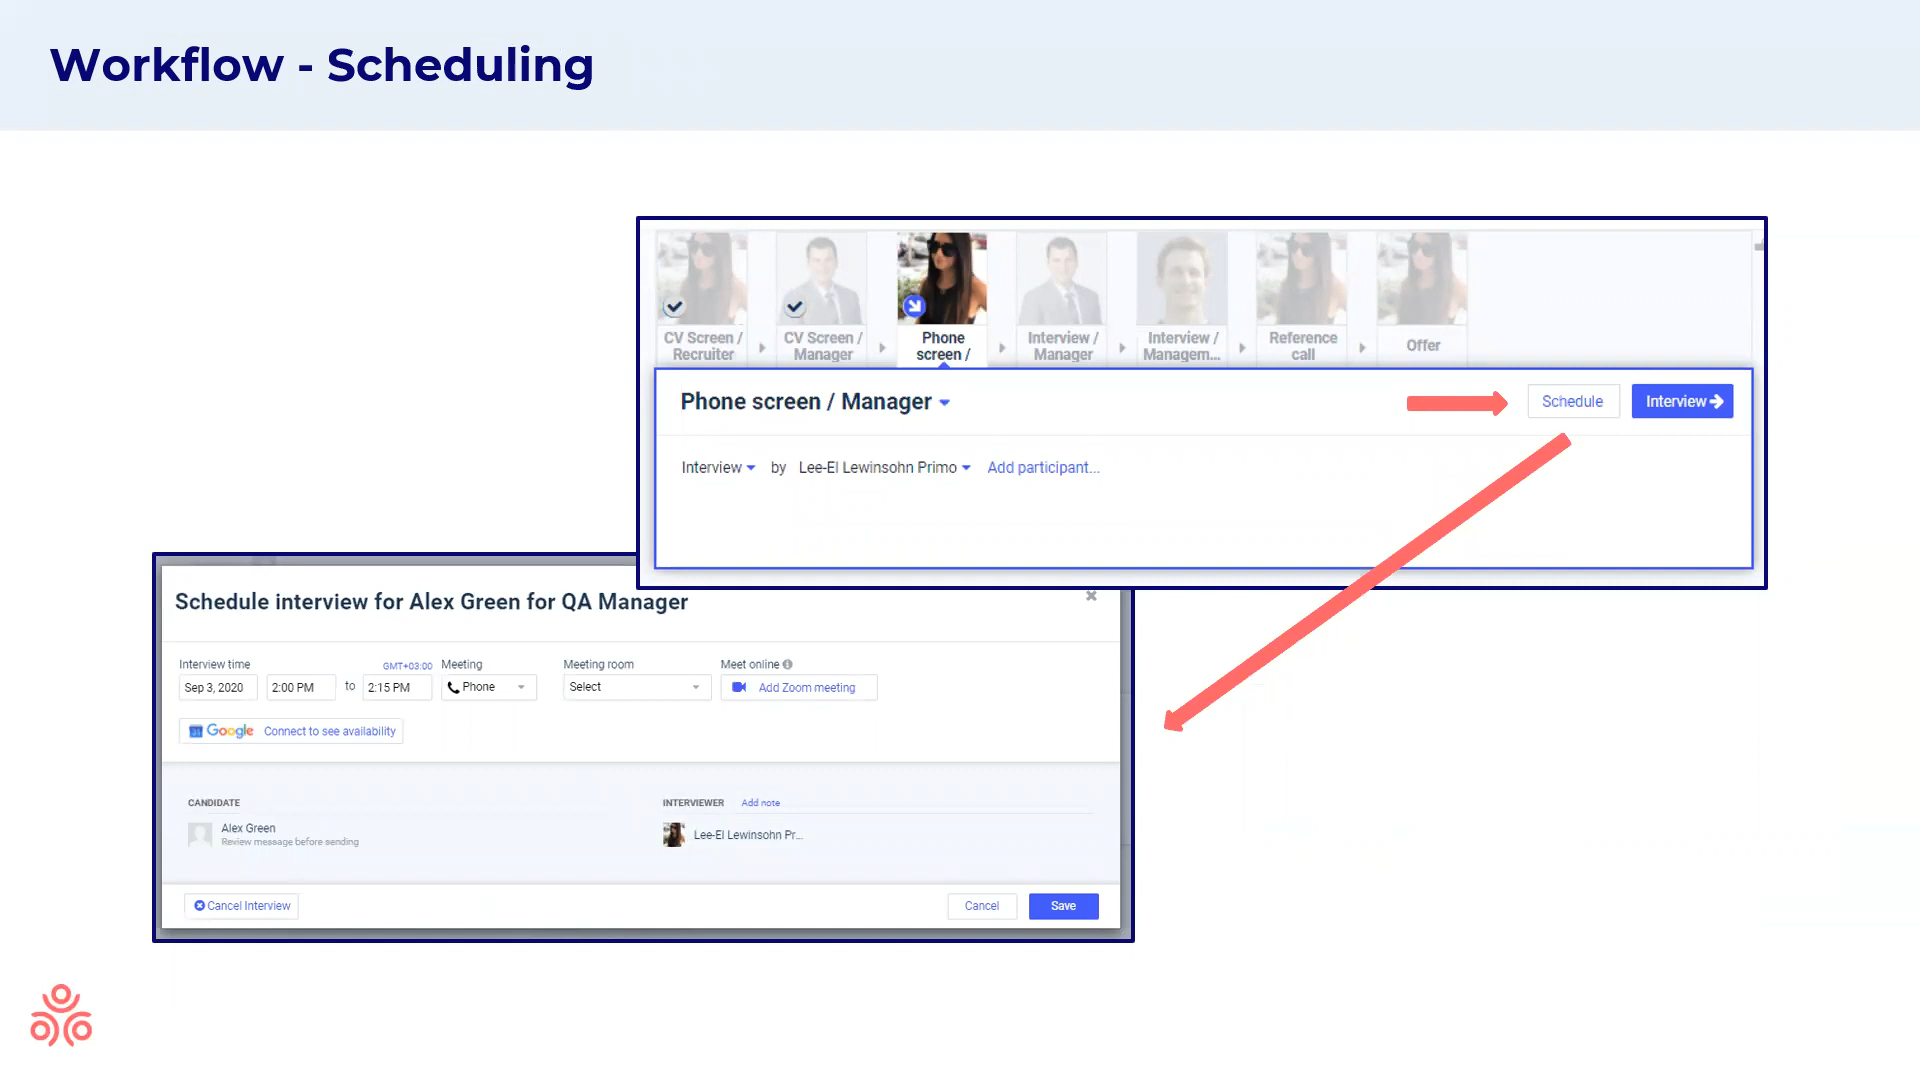 Workflow - Scheduling
CV Screen /
Recruiter
CV Screen /
Manager
Phone
screen /
Interview /
Manager
Interview /
Managem...
Reference
call
Offer
Phone screen / Manager
Schedule
Interview
Interview by Lee-El Lewinsohn Primo Add participant...
Schedule interview for Alex Green for QA Manager
Interview time GMT+03:00 Meeting Meeting room Meet online
Sep 3, 2020 2:00 PM to 2:15 PM Phone Select Add Zoom meeting
31 Google Connect to see availability
CANDIDATE
Alex Green
Review message before sending
INTERVIEWER Add note
Lee-El Lewinsohn Pr...
Cancel Interview Cancel Save